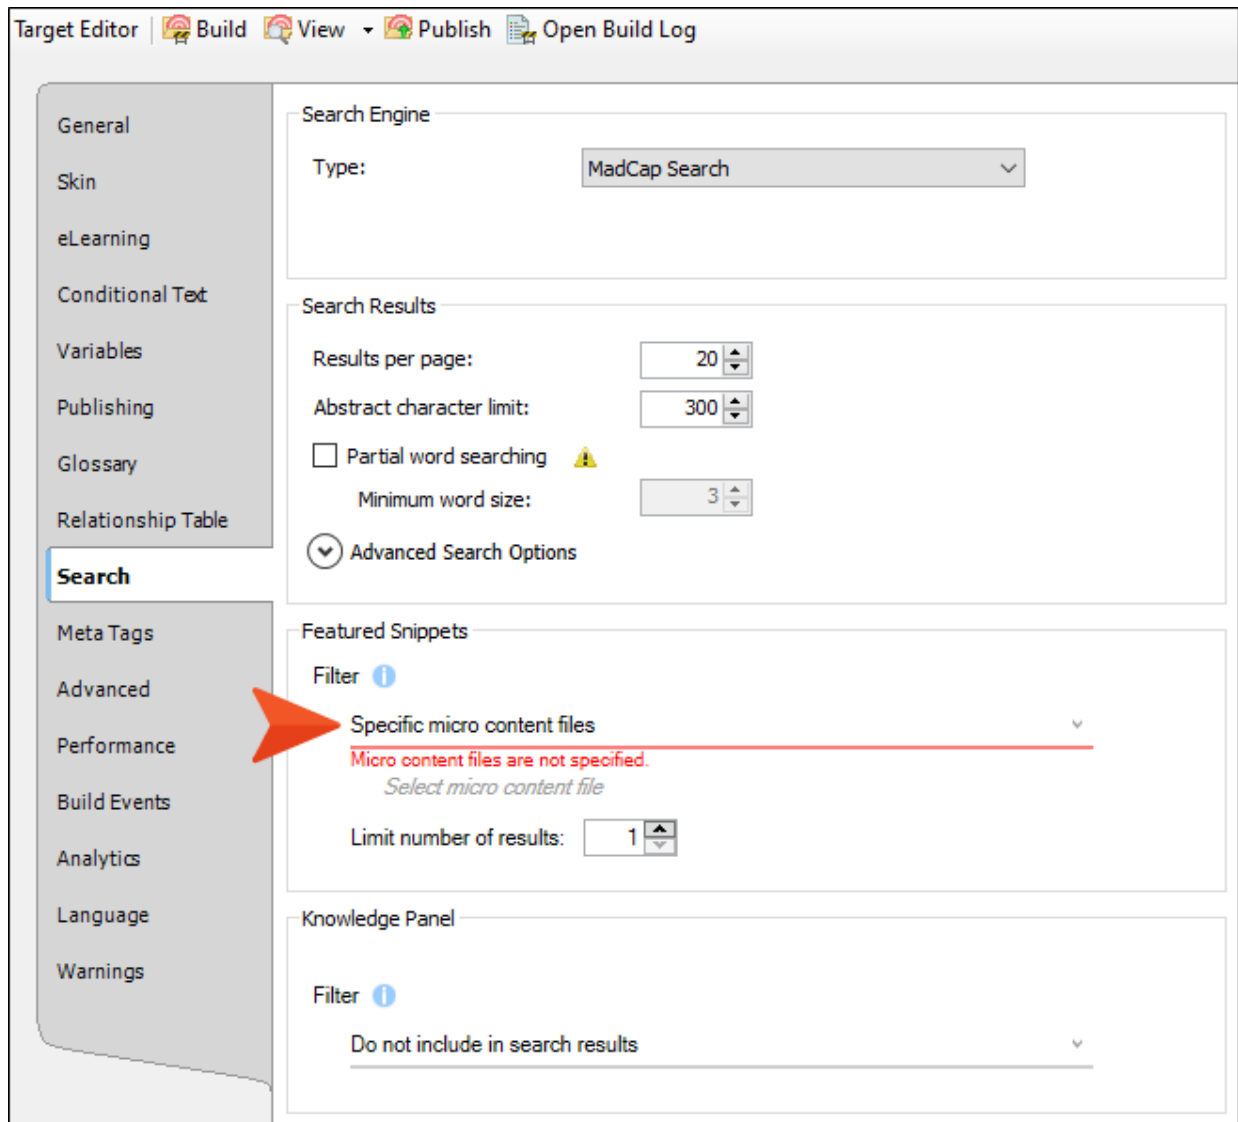 Target Editor Build View Publish Open Build Log
General
Skin
eLearning
Conditional Text
Variables
Publishing
Glossary
Relationship Table
Search
Meta Tags
Advanced
Performance
Build Events
Analytics
Language
Warnings
Search Engine
Type: MadCap Search
Search Results
Results per page: 20
Abstract character limit: 300
Partial word searching
Minimum word size: 3
Advanced Search Options
Featured Snippets
Filter
Specific micro content files
Micro content files are not specified.
Select micro content file
Limit number of results: 1
Knowledge Panel
Filter
Do not include in search results